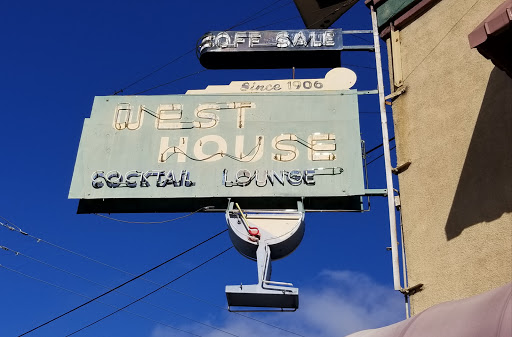 OFF SALE
Since 1906
WEST
HOUSE
COCKTAIL LOUNGE